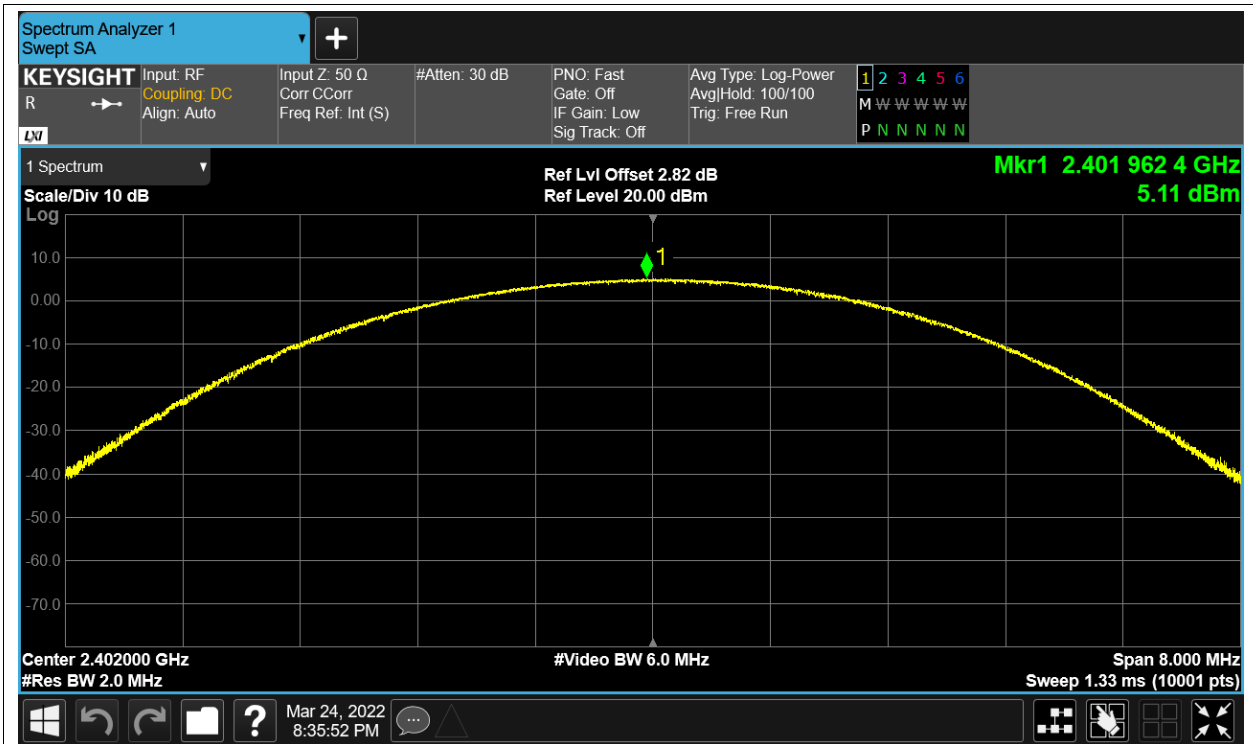 Spectrum Analyzer 1
Swept SA
KEYSIGHT
R
LXI
Input: RF
Coupling: DC
Align: Auto
Input Z: 50 Ω
Corr CCorr
Freq Ref: Int (S)
#Atten: 30 dB
PNO: Fast
Gate: Off
IF Gain: Low
Sig Track: Off
Avg Type: Log-Power
Avg|Hold: 100/100
Trig: Free Run
1 2 3 4 5 6
M W W W W W
P N N N N N
1 Spectrum
Scale/Div 10 dB
Log
Ref Lvl Offset 2.82 dB
Ref Level 20.00 dBm
Mkr1 2.401 962 4 GHz
5.11 dBm
1
10.0
0.00
-10.0
-20.0
-30.0
-40.0
-50.0
-60.0
-70.0
Center 2.402000 GHz
#Res BW 2.0 MHz
#Video BW 6.0 MHz
Span 8.000 MHz
Sweep 1.33 ms (10001 pts)
?
Mar 24, 2022
8:35:52 PM